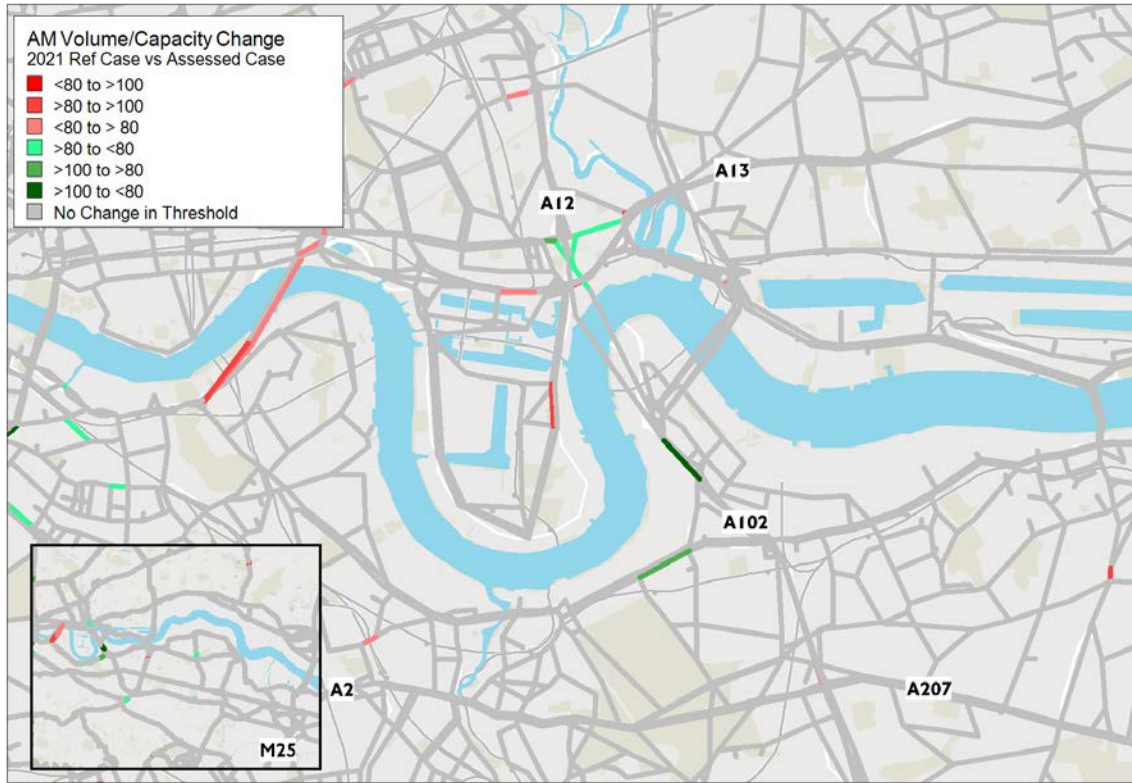 AM Volume/Capacity Change
2021 Ref Case vs Assessed Case
<80 to >100
>80 to >100
<80 to > 80
>80 to <80
>100 to >80
>100 to <80
No Change in Threshold
A13
A12
A102
A2
A207
M25